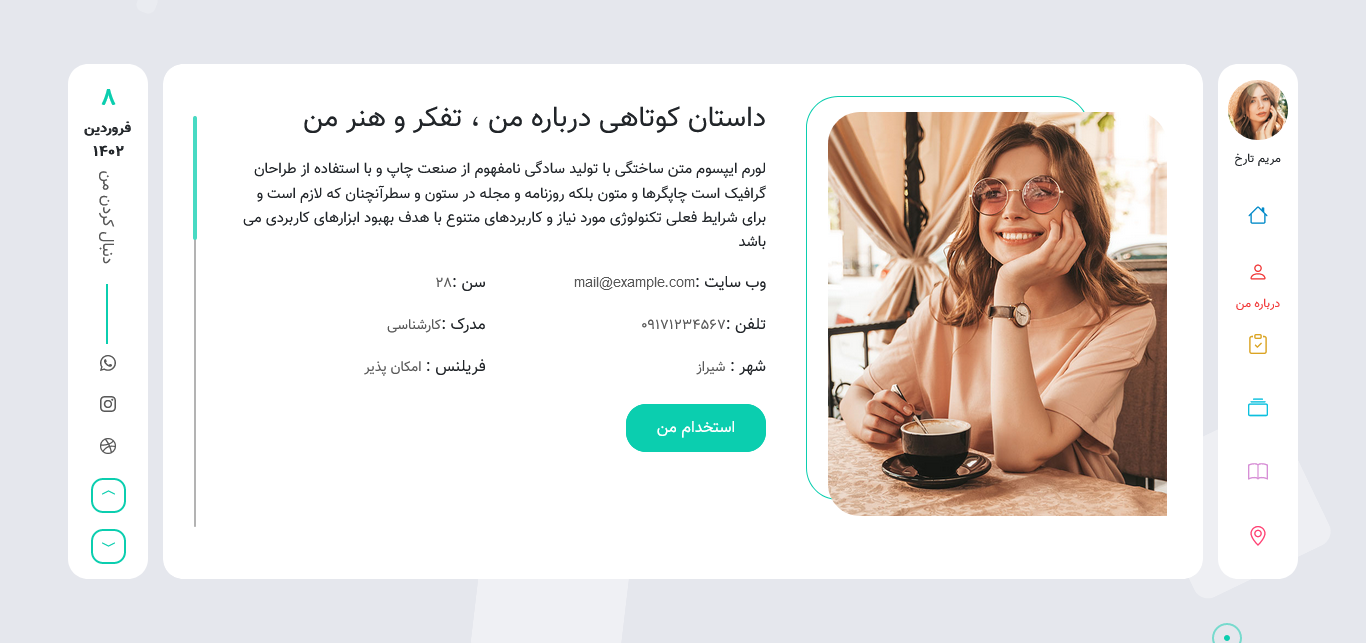 مریم تارخ
درباره من
داستان کوتاهی درباره من ، تفکر و هنر من
لورم ایپسوم متن ساختگی با تولید سادگی نامفهوم از صنعت چاپ و با استفاده از طراحان
گرافیک است چاپگرها و متون بلکه روزنامه و مجله در ستون و سطرآنچنان که لازم است و
برای شرایط فعلی تکنولوژی مورد نیاز و کاربردهای متنوع با هدف بهبود ابزارهای کاربردی می
باشد
وب سایت :mail@example.com
سن :۲۸
تلفن :۰۹۱۷۱۲۳۴۵۶۷
مدرک :کارشناسی
شهر : شیراز
فریلنس : امکان پذیر
استخدام من
۸
فروردین
۱۴۰۲
دنبال کردن من